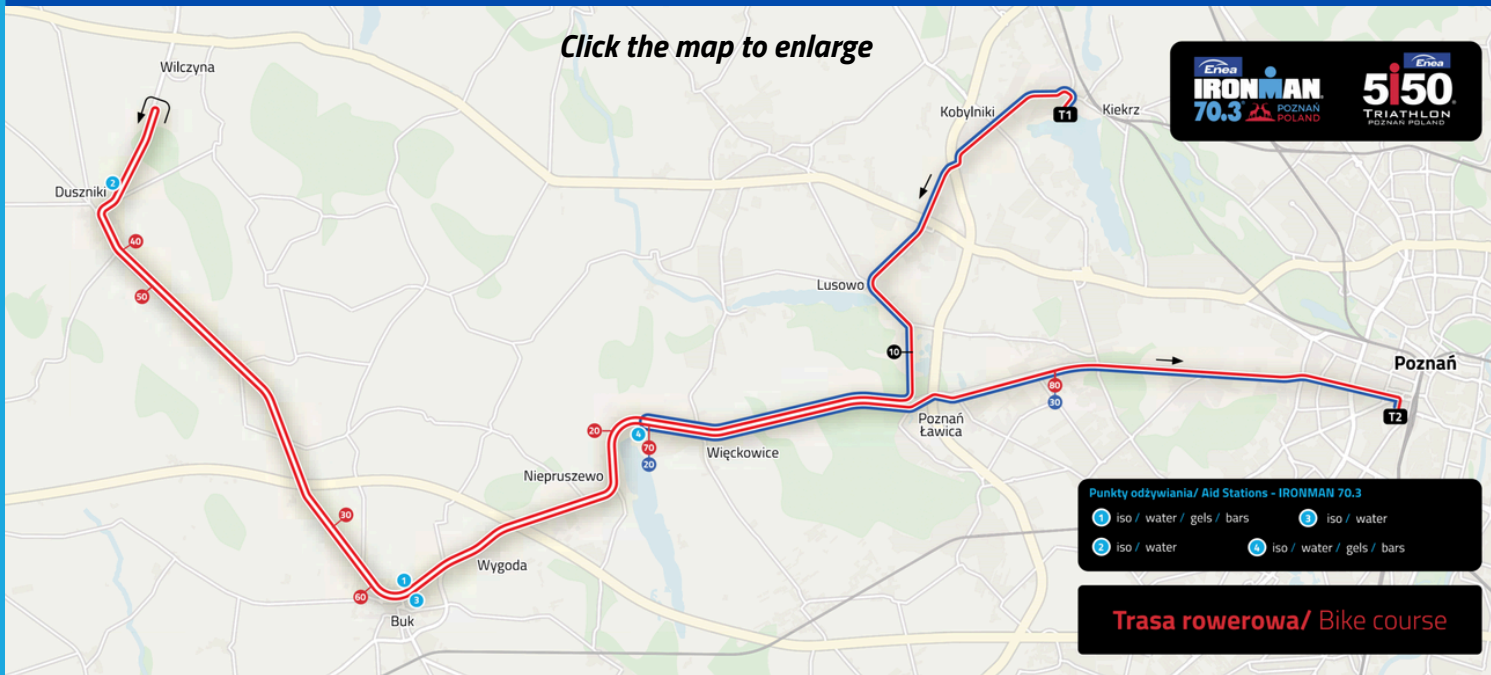 Click the map to enlarge
Enea
IRONMAN
70.3 POZNAŃ
POLAND
Enea
5i50
TRIATHLON
POZNAŃ POLAND
Wilczyna
Kobylniki
T1
Kiekrz
Duszniki
2
40
50
Lusowo
10
Poznań
80
30
T2
Poznań
Ławica
20
4
70
20
Więckowice
Niepruszewo
30
Wygoda
1
60
3
Buk
Punkty odżywiania/ Aid Stations - IRONMAN 70.3
1 iso / water / gels / bars
3 iso / water
2 iso / water
4 iso / water / gels / bars
Trasa rowerowa/ Bike course